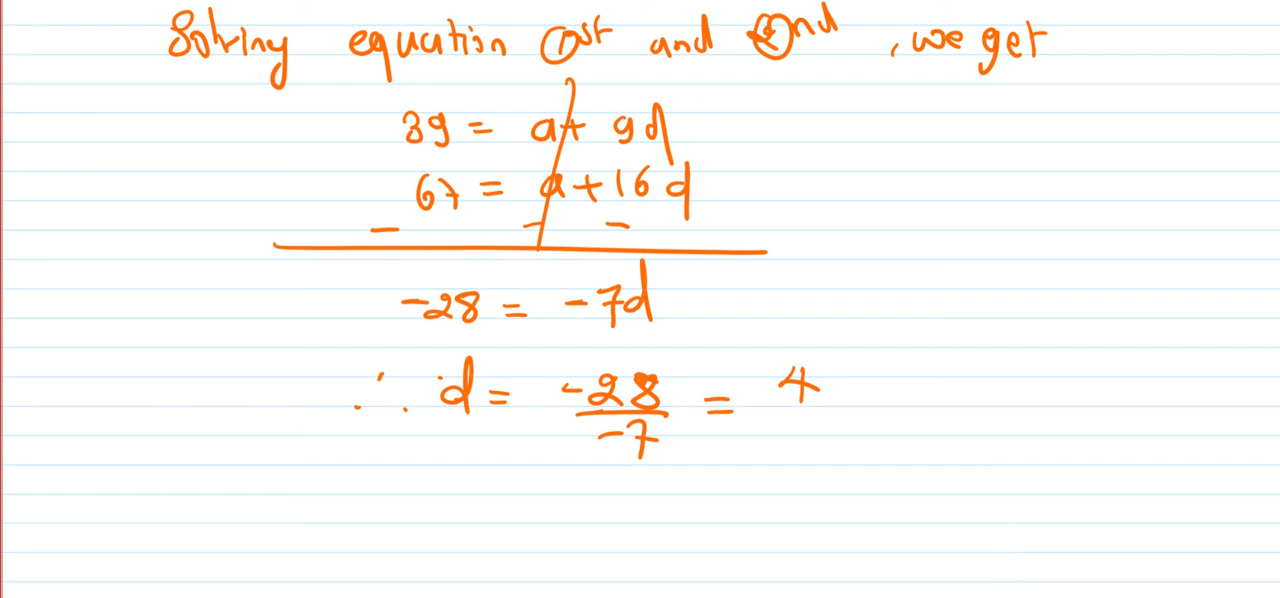 Solving equation ①st and ②nd, we get
39 = a + 9d
67 = a + 16d
- - -
-28 = -7d
∴ d = -28/-7 = 4